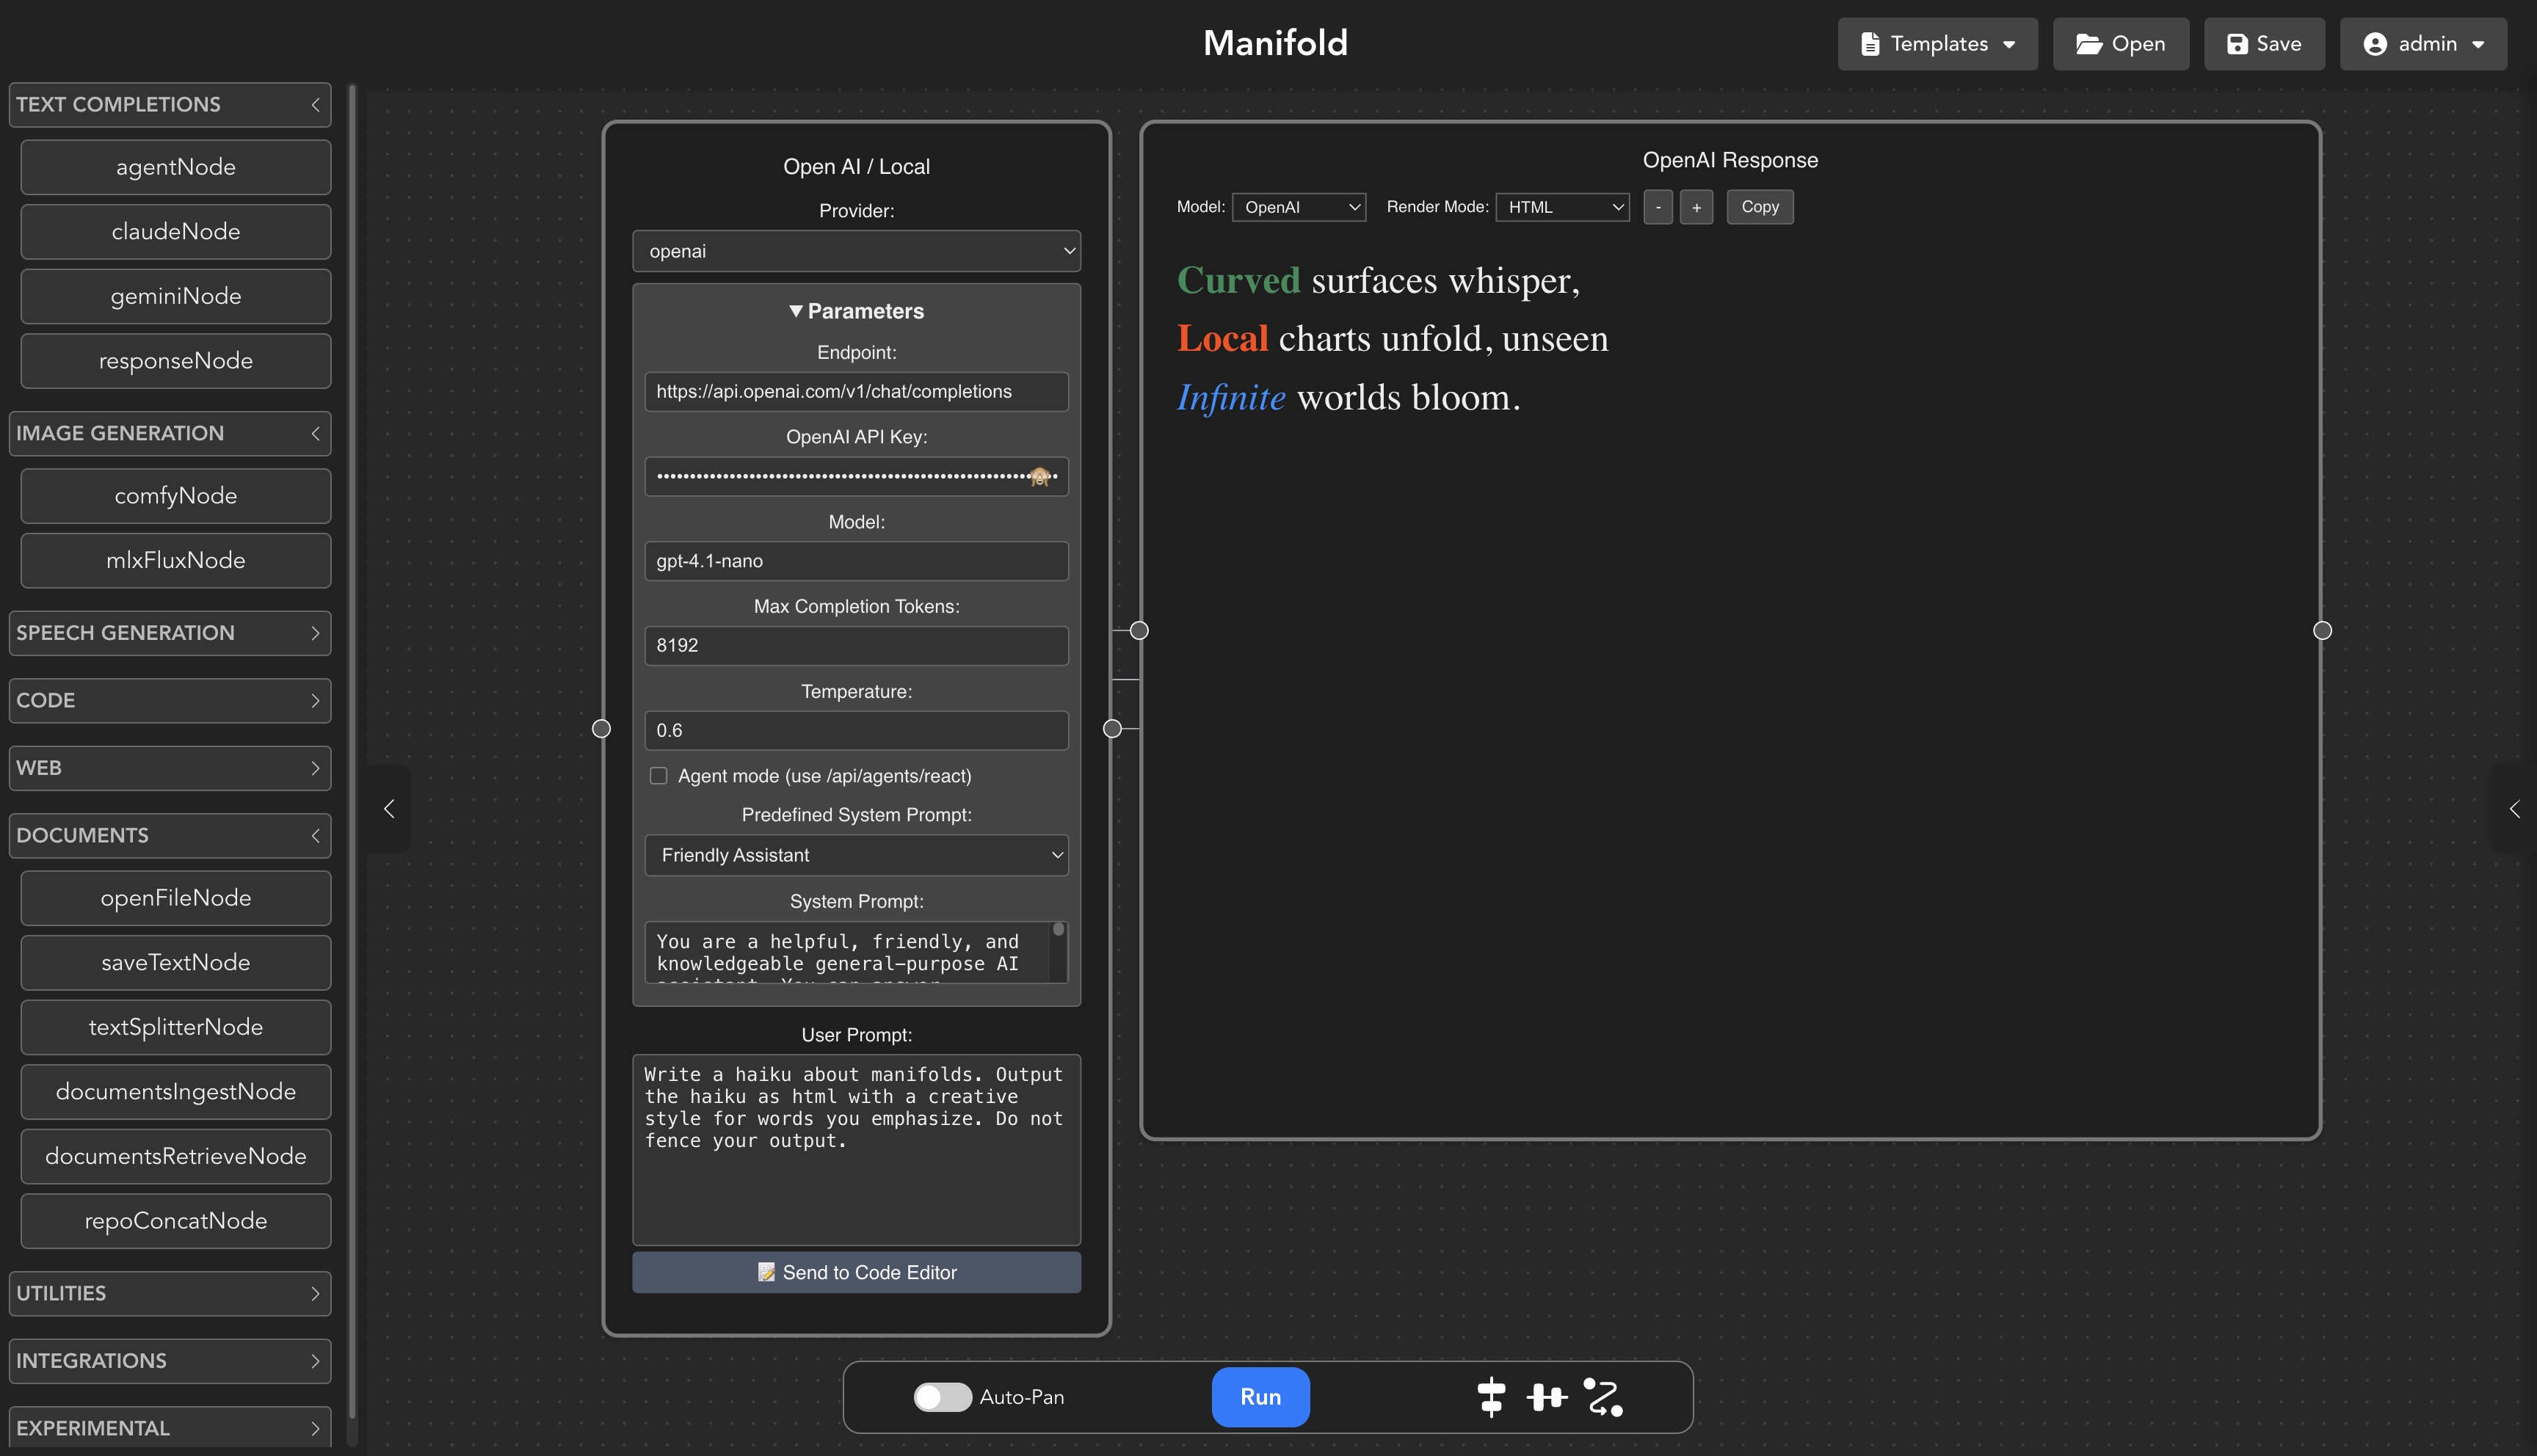 Manifold
Templates
Open
Save
admin
TEXT COMPLETIONS
agentNode
claudeNode
geminiNode
responseNode
IMAGE GENERATION
comfyNode
mlxFluxNode
SPEECH GENERATION
CODE
WEB
DOCUMENTS
openFileNode
saveTextNode
textSplitterNode
documentsIngestNode
documentsRetrieveNode
repoConcatNode
UTILITIES
INTEGRATIONS
EXPERIMENTAL
Open AI / Local
Provider:
openai
▼ Parameters
Endpoint:
https://api.openai.com/v1/chat/completions
OpenAI API Key:
Model:
gpt-4.1-nano
Max Completion Tokens:
8192
Temperature:
0.6
Agent mode (use /api/agents/react)
Predefined System Prompt:
Friendly Assistant
System Prompt:
You are a helpful, friendly, and
knowledgeable general-purpose AI
User Prompt:
Write a haiku about manifolds. Output
the haiku as html with a creative
style for words you emphasize. Do not
fence your output.
📝 Send to Code Editor
OpenAI Response
Model: OpenAI
Render Mode: HTML
-
+
Copy
Curved surfaces whisper,
Local charts unfold, unseen
Infinite worlds bloom.
Auto-Pan
Run